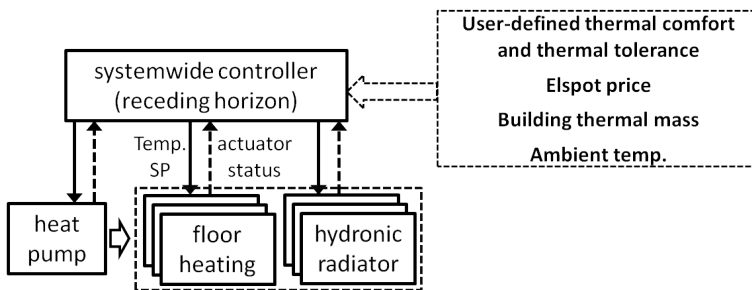 User-defined thermal comfort
and thermal tolerance
Elspot price
Building thermal mass
Ambient temp.
systemwide controller
(receding horizon)
Temp.
SP
actuator
status
heat
pump
floor
heating
hydronic
radiator